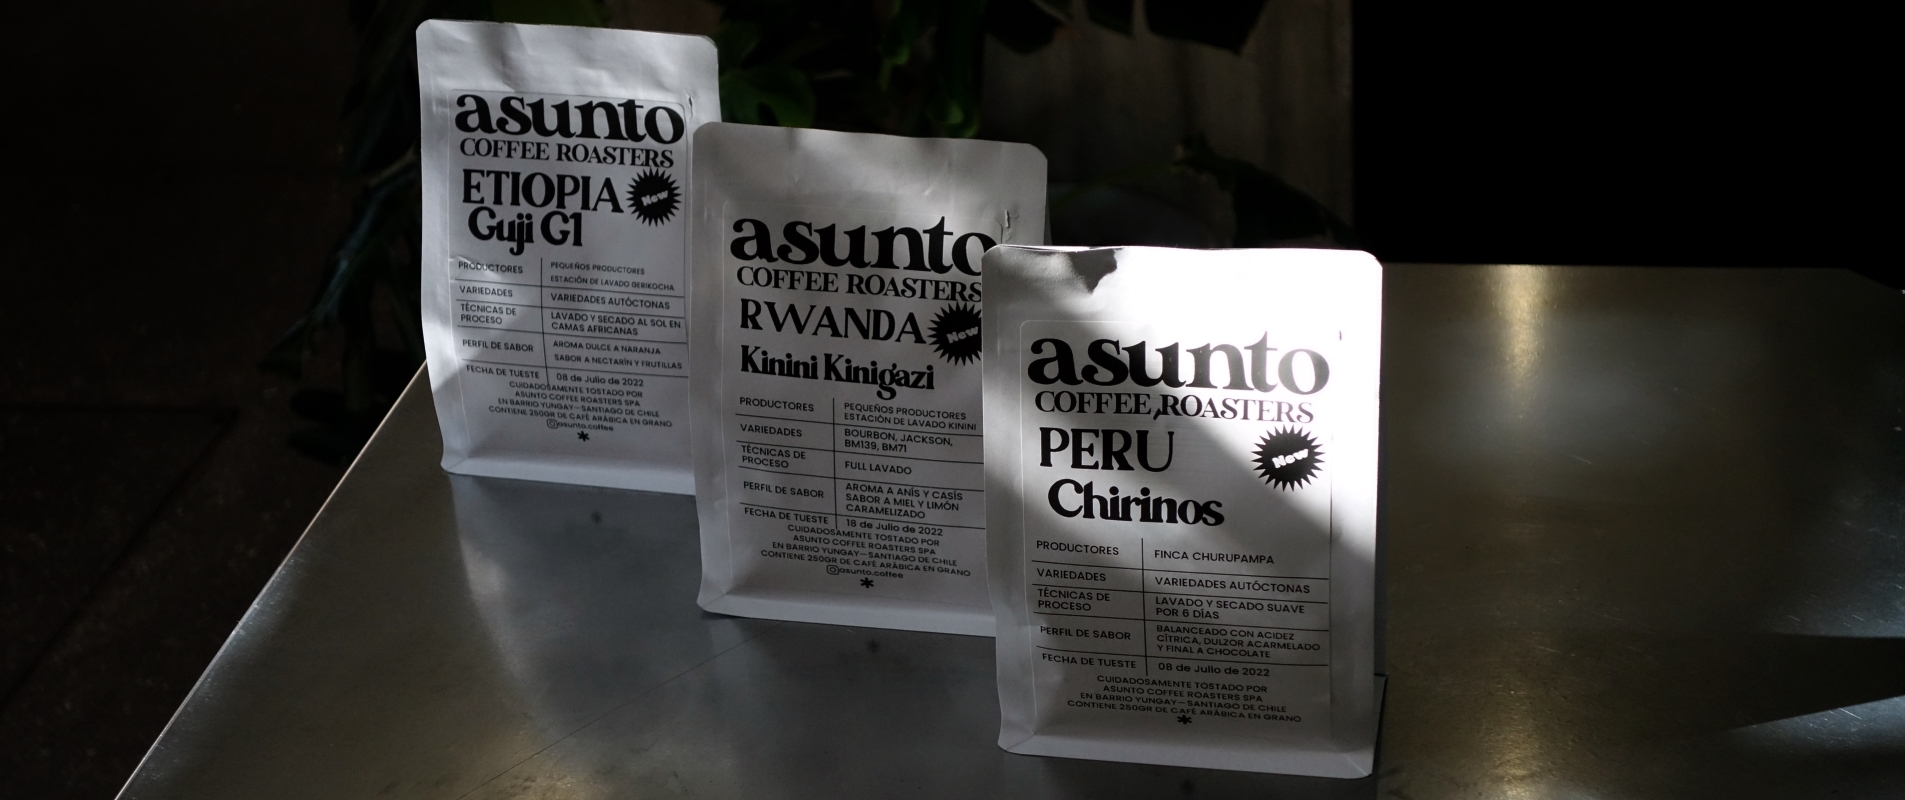 asunto
COFFEE ROASTERS
ETIOPIA
New
Guji G1
PRODUCTORES
PEQUEÑOS PRODUCTORES
ESTACIÓN DE LAVADO GERIKOCHA
VARIEDADES
VARIEDADES AUTÓCTONAS
TÉCNICAS DE
PROCESO
LAVADO Y SECADO AL SOL EN
CAMAS AFRICANAS
PERFIL DE SABOR
AROMA DULCE A NARANJA
SABOR A NECTARÍN Y FRUTILLAS
FECHA DE TUESTE
08 de Julio de 2022
CUIDADOSAMENTE TOSTADO POR
ASUNTO COFFEE ROASTERS SPA
EN BARRIO YUNGAY—SANTIAGO DE CHILE
CONTIENE 250GR DE CAFÉ ARÁBICA EN GRANO
asunto.coffee
*
asunto
COFFEE ROASTERS
RWANDA
New
Kinini Kinigazi
PRODUCTORES
PEQUEÑOS PRODUCTORES
ESTACIÓN DE LAVADO KININI
VARIEDADES
BOURBON, JACKSON,
BM139, BM71
TÉCNICAS DE
PROCESO
FULL LAVADO
PERFIL DE SABOR
AROMA A ANÍS Y CASÍS
SABOR A MIEL Y LIMÓN
CARAMELIZADO
FECHA DE TUESTE
18 de Julio de 2022
CUIDADOSAMENTE TOSTADO POR
ASUNTO COFFEE ROASTERS SPA
EN BARRIO YUNGAY—SANTIAGO DE CHILE
CONTIENE 250GR DE CAFÉ ARÁBICA EN GRANO
asunto.coffee
*
asunto
COFFEE ROASTERS
PERU
New
Chirinos
PRODUCTORES
FINCA CHURUPAMPA
VARIEDADES
VARIEDADES AUTÓCTONAS
TÉCNICAS DE
PROCESO
LAVADO Y SECADO SUAVE
POR 6 DÍAS
PERFIL DE SABOR
BALANCEADO CON ACIDEZ
CÍTRICA, DULZOR ACARMELADO
Y FINAL A CHOCOLATE
FECHA DE TUESTE
08 de Julio de 2022
CUIDADOSAMENTE TOSTADO POR
ASUNTO COFFEE ROASTERS SPA
EN BARRIO YUNGAY—SANTIAGO DE CHILE
CONTIENE 250GR DE CAFÉ ARÁBICA EN GRANO
*